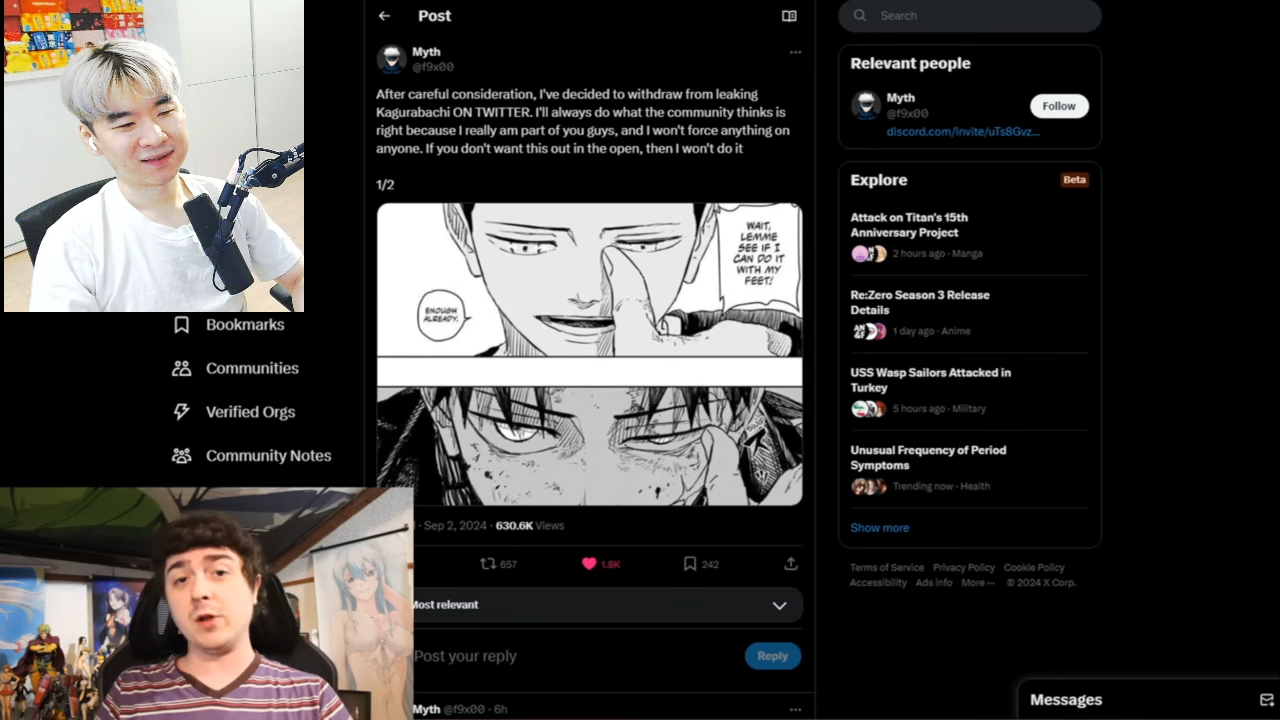 Post
Search
Myth
@f9x00
After careful consideration, I've decided to withdraw from leaking
Kagurabachi ON TWITTER. I'll always do what the community thinks is
right because I really am part of you guys, and I won't force anything on
anyone. If you don't want this out in the open, then I won't do it
1/2
WAIT,
LEMME
SEE IF I
CAN DO IT
WITH MY
FEET!
ENOUGH
ALREADY.
· Sep 2, 2024 · 630.6K Views
657
1.8K
242
Most relevant
Post your reply
Reply
Myth @f9x00 · 6h
Bookmarks
Communities
Verified Orgs
Community Notes
Relevant people
Myth
@f9x00
Follow
discord.com/invite/uTs8Gvz...
Explore
Beta
Attack on Titan's 15th
Anniversary Project
2 hours ago · Manga
Re:Zero Season 3 Release
Details
1 day ago · Anime
USS Wasp Sailors Attacked in
Turkey
5 hours ago · Military
Unusual Frequency of Period
Symptoms
Trending now · Health
Show more
Terms of Service Privacy Policy Cookie Policy
Accessibility Ads info More ··· © 2024 X Corp.
Messages